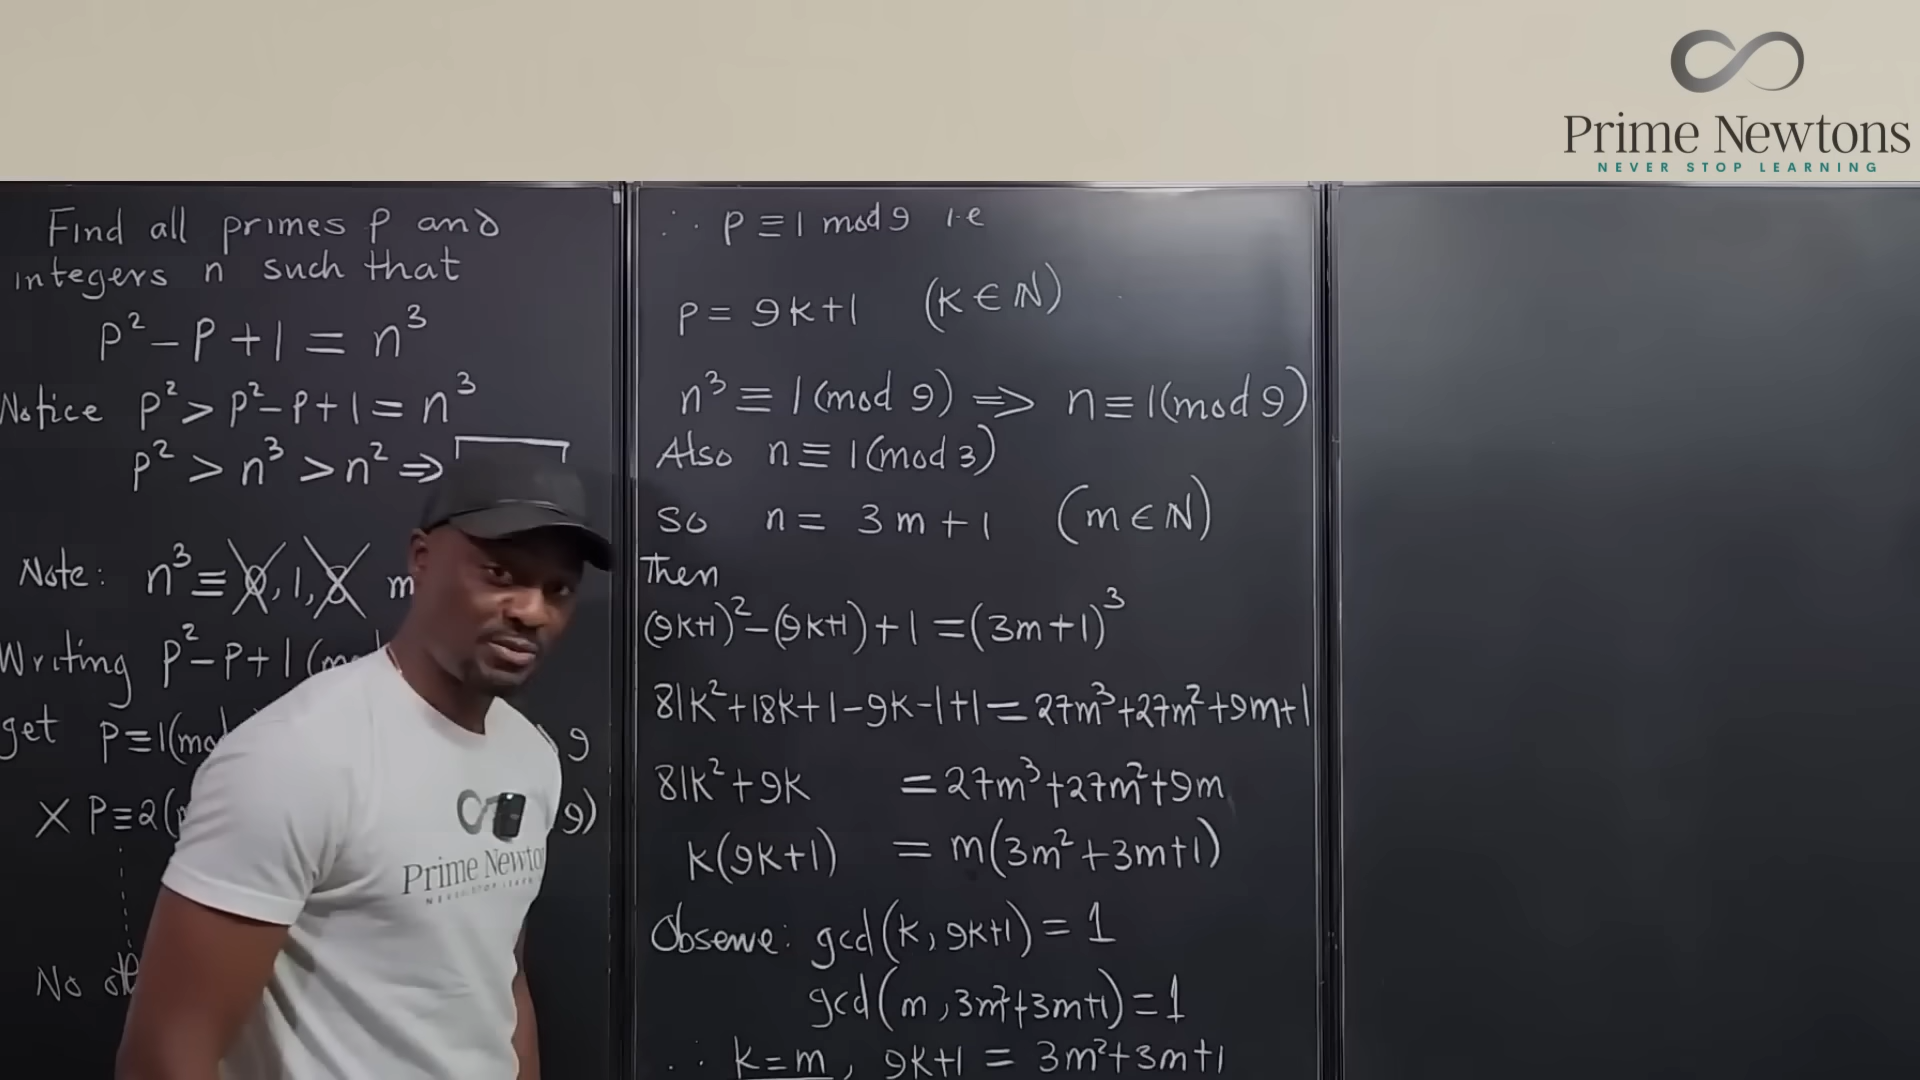 Prime Newtons
NEVER STOP LEARNING
Find all primes p and
integers n such that
p² - p + 1 = n³
Notice p² > p² - p + 1 = n³
p² > n³ > n² ⇒
Note: n³ ≡ 0, 1, 8 m
Writing p² - p + 1 (mo
get p ≡ 1(mo 9
X p ≡ 2( 9)
No
∴ p ≡ 1 mod 9 i.e
p = 9k+1 (k ∈ ℕ)
n³ ≡ 1(mod 9) ⇒ n ≡ 1(mod 9)
Also n ≡ 1(mod 3)
So n = 3m + 1 (m ∈ ℕ)
Then
(9k+1)² - (9k+1) + 1 = (3m+1)³
81k² + 18k + 1 - 9k - 1 + 1 = 27m³ + 27m² + 9m + 1
81k² + 9k = 27m³ + 27m² + 9m
k(9k+1) = m(3m² + 3m + 1)
Observe: gcd(k, 9k+1) = 1
gcd(m, 3m² + 3m + 1) = 1
∴ k = m, 9k+1 = 3m² + 3m + 1
Prime Newto